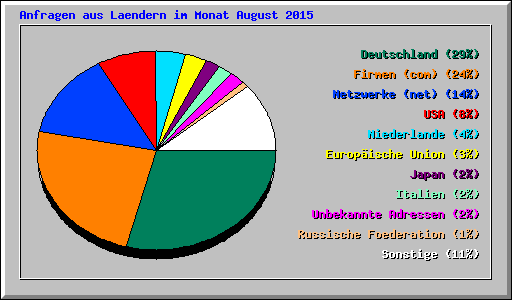 Anfragen aus Laendern im Monat August 2015
Deutschland (29%)
Firmen (com) (24%)
Netzwerke (net) (14%)
USA (8%)
Niederlande (4%)
Europäische Union (3%)
Japan (2%)
Italien (2%)
Unbekannte Adressen (2%)
Russische Foederation (1%)
Sonstige (11%)